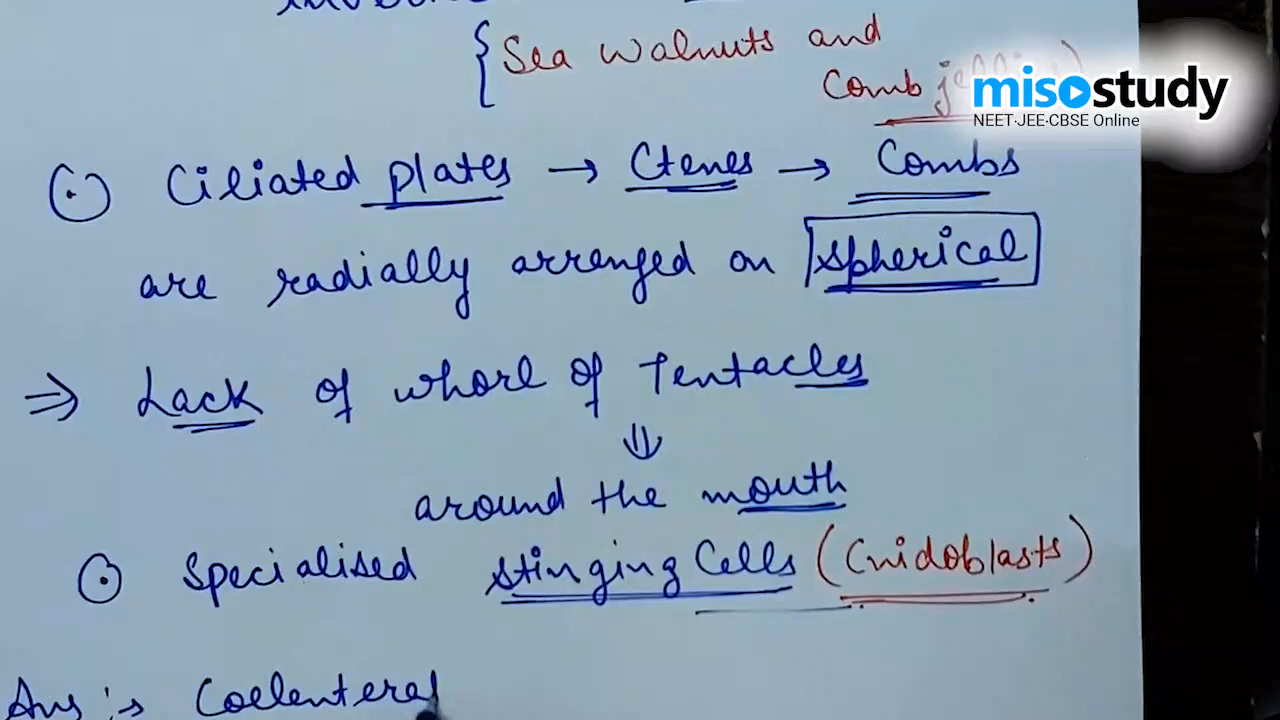 { Sea Walnuts and
Comb
misostudy
NEET-JEE-CBSE Online
⊙ Ciliated plates → Ctenes → Combs
are radially arranged on spherical
⇒ Lack of whorl of Tentacles
⇓
around the mouth
⊙ Specialised stinging cells (Cnidoblasts)
Ans :→ Coelenterat